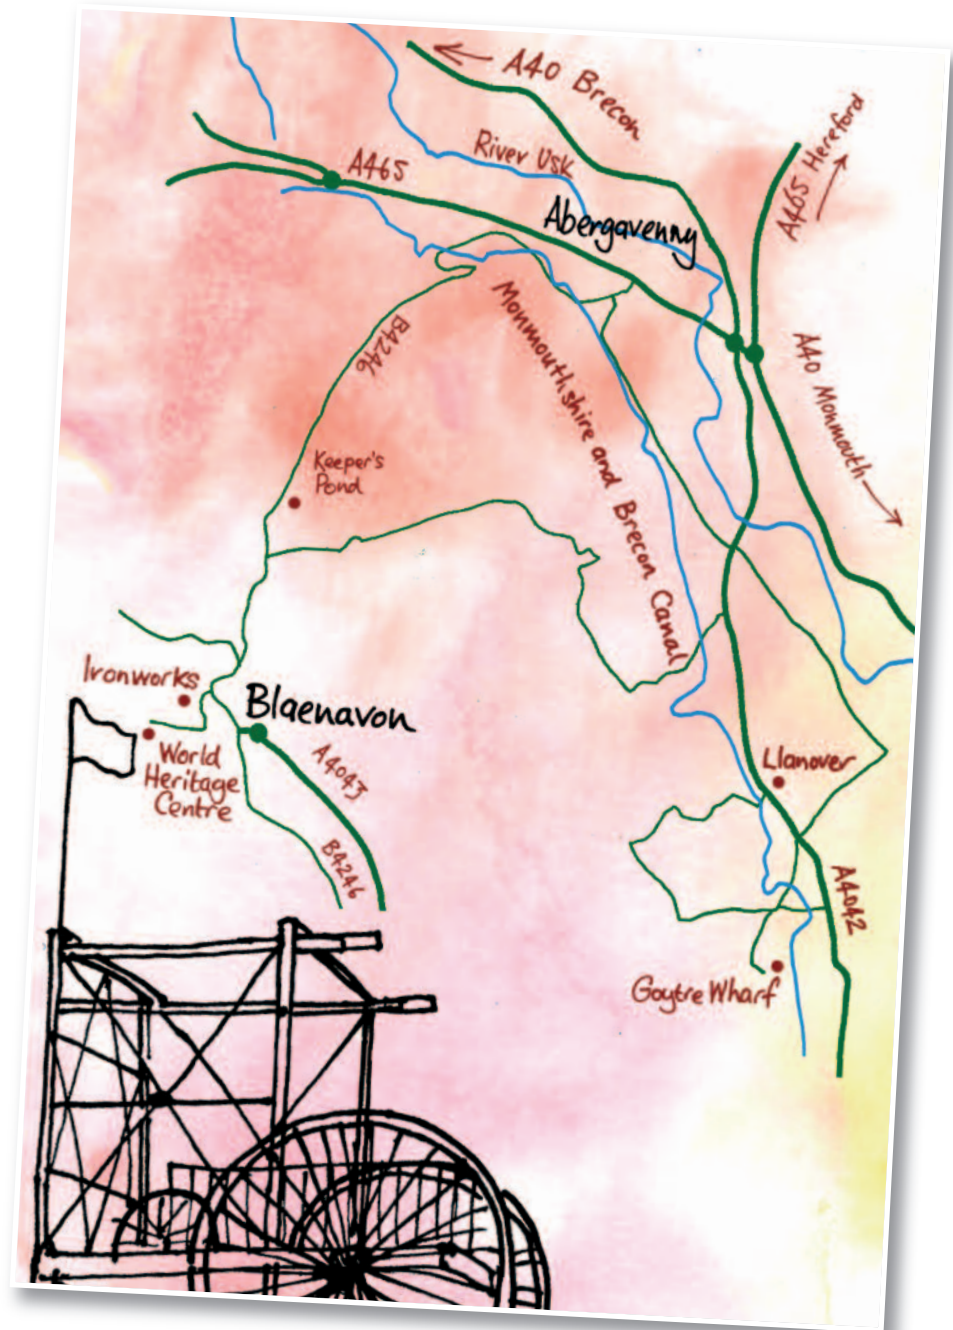 A40 Brecon
A465 Hereford
River Usk
A465
Abergavenny
Monmouthshire and Brecon Canal
B4246
A40 Monmouth
Keeper's
Pond
Ironworks
Blaenavon
World
Heritage
Centre
A4043
B4246
Llanover
A4042
Goytre Wharf